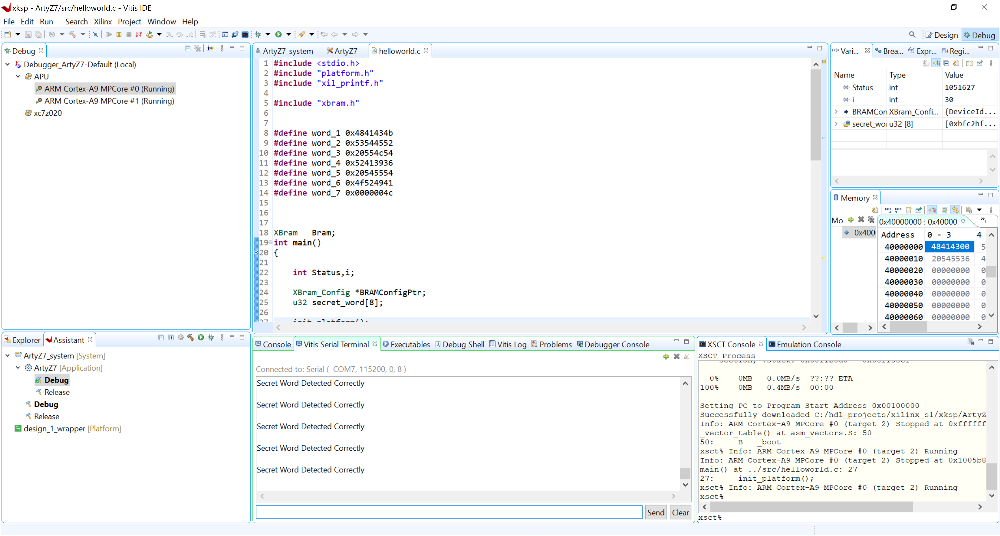 xksp - ArtyZ7/src/helloworld.c - Vitis IDE
File Edit Run Search Xilinx Project Window Help
Design Debug
Debug
Debugger_ArtyZ7-Default (Local)
APU
ARM Cortex-A9 MPCore #0 (Running)
ARM Cortex-A9 MPCore #1 (Running)
xc7z020
ArtyZ7_system ArtyZ7 helloworld.c
1 #include <stdio.h>
2 #include "platform.h"
3 #include "xil_printf.h"
4
5 #include "xbram.h"
6
7
8 #define word_1 0x4841434b
9 #define word_2 0x53544552
10 #define word_3 0x20554c54
11 #define word_4 0x52413936
12 #define word_5 0x20545554
13 #define word_6 0x4f524941
14 #define word_7 0x0000004c
15
16
17
18 XBram   Bram;
19 int main()
20 {
21
22     int Status,i;
23
24     XBram_Config *BRAMConfigPtr;
25     u32 secret_word[8];
26
27     init_platform();
Vari... Brea... Expr... Regi...
Name Type Value
Status int 1051627
i int 30
BRAMCon XBram_Confi... {DeviceId...
secret_wor u32 [8] [0xbfc2bf...
Memory
Mo
0x400
0x40000000 : 0x40000
Address 0 - 3 4
40000000 48414300 5
40000010 20545536 4
40000020 00000000 0
40000030 00000000 0
40000040 00000000 0
40000050 00000000 0
40000060 00000000 0
Explorer Assistant
ArtyZ7_system [System]
ArtyZ7 [Application]
Debug
Release
Debug
Release
design_1_wrapper [Platform]
Console Vitis Serial Terminal Executables Debug Shell Vitis Log Problems Debugger Console
Connected to: Serial ( COM7, 115200, 0, 8 )
Secret Word Detected Correctly
Secret Word Detected Correctly
Secret Word Detected Correctly
Secret Word Detected Correctly
Secret Word Detected Correctly
Send Clear
XSCT Console Emulation Console
XSCT Process
0% 0MB 0.0MB/s ??:?? ETA
100% 0MB 0.4MB/s 00:00
Setting PC to Program Start Address 0x00100000
Successfully downloaded C:/hdl_projects/xilinx_s1/xksp/ArtyZ
Info: ARM Cortex-A9 MPCore #0 (target 2) Stopped at 0xffffff
_vector_table() at asm_vectors.S: 50
50: B _boot
xsct% Info: ARM Cortex-A9 MPCore #0 (target 2) Running
Info: ARM Cortex-A9 MPCore #0 (target 2) Stopped at 0x1005b8
main() at ../src/helloworld.c: 27
27: init_platform();
xsct% Info: ARM Cortex-A9 MPCore #0 (target 2) Running
xsct%
xsct%